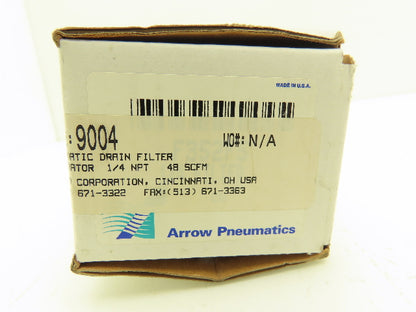 MADE IN U.S.A.
: 9004 WO#: N/A
ATIC DRAIN FILTER
ATOR 1/4 NPT 48 SCFM
CORPORATION, CINCINNATI, OH USA
671-3322 FAX:(513) 671-3363
Arrow Pneumatics